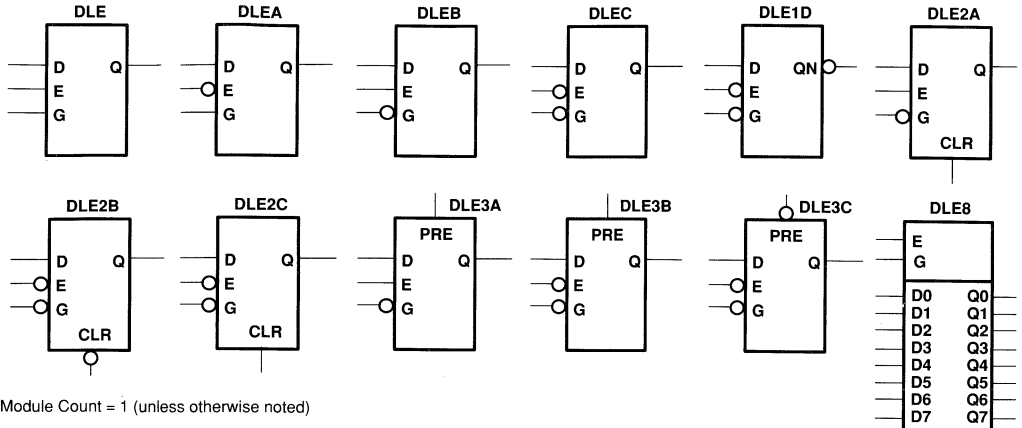 DLE DLEA DLEB DLEC DLE1D DLE2A
D Q D Q D Q D Q D QN D Q
E E E E E E
G G G G G G
CLR
DLE2B DLE2C DLE3A DLE3B DLE3C DLE8
PRE PRE PRE E
G
D Q D Q D Q D Q D Q
E E E E E
G G G G G
CLR CLR
D0 Q0
D1 Q1
D2 Q2
D3 Q3
D4 Q4
D5 Q5
D6 Q6
D7 Q7
Module Count = 1 (unless otherwise noted)